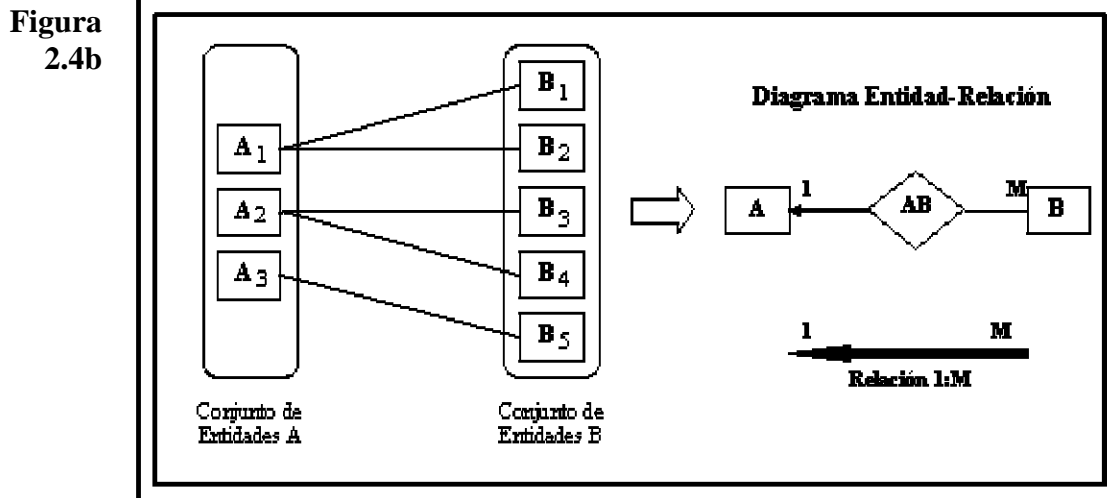 Figura
2.4b
A1
A2
A3
Conjunto de
Entidades A
B1
B2
B3
B4
B5
Conjunto de
Entidades B
Diagrama Entidad-Relación
1
M
A
AB
B
1
M
Relación 1:M